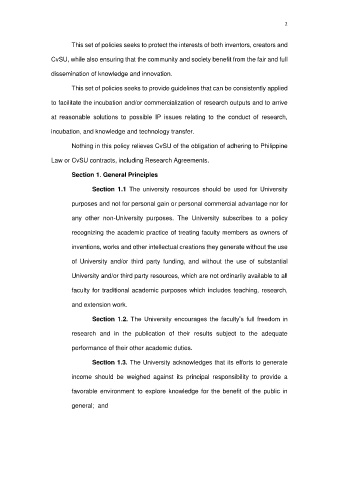 2
This set of policies seeks to protect the interests of both inventors, creators and
CvSU, while also ensuring that the community and society benefit from the fair and full
dissemination of knowledge and innovation.
This set of policies seeks to provide guidelines that can be consistently applied
to facilitate the incubation and/or commercialization of research outputs and to arrive
at reasonable solutions to possible IP issues relating to the conduct of research,
incubation, and knowledge and technology transfer.
Nothing in this policy relieves CvSU of the obligation of adhering to Philippine
Law or CvSU contracts, including Research Agreements.
Section 1. General Principles
Section 1.1 The university resources should be used for University
purposes and not for personal gain or personal commercial advantage nor for
any other non-University purposes. The University subscribes to a policy
recognizing the academic practice of treating faculty members as owners of
inventions, works and other intellectual creations they generate without the use
of University and/or third party funding, and without the use of substantial
University and/or third party resources, which are not ordinarily available to all
faculty for traditional academic purposes which includes teaching, research,
and extension work.
Section 1.2. The University encourages the faculty's full freedom in
research and in the publication of their results subject to the adequate
performance of their other academic duties.
Section 1.3. The University acknowledges that its efforts to generate
income should be weighed against its principal responsibility to provide a
favorable environment to explore knowledge for the benefit of the public in
general; and